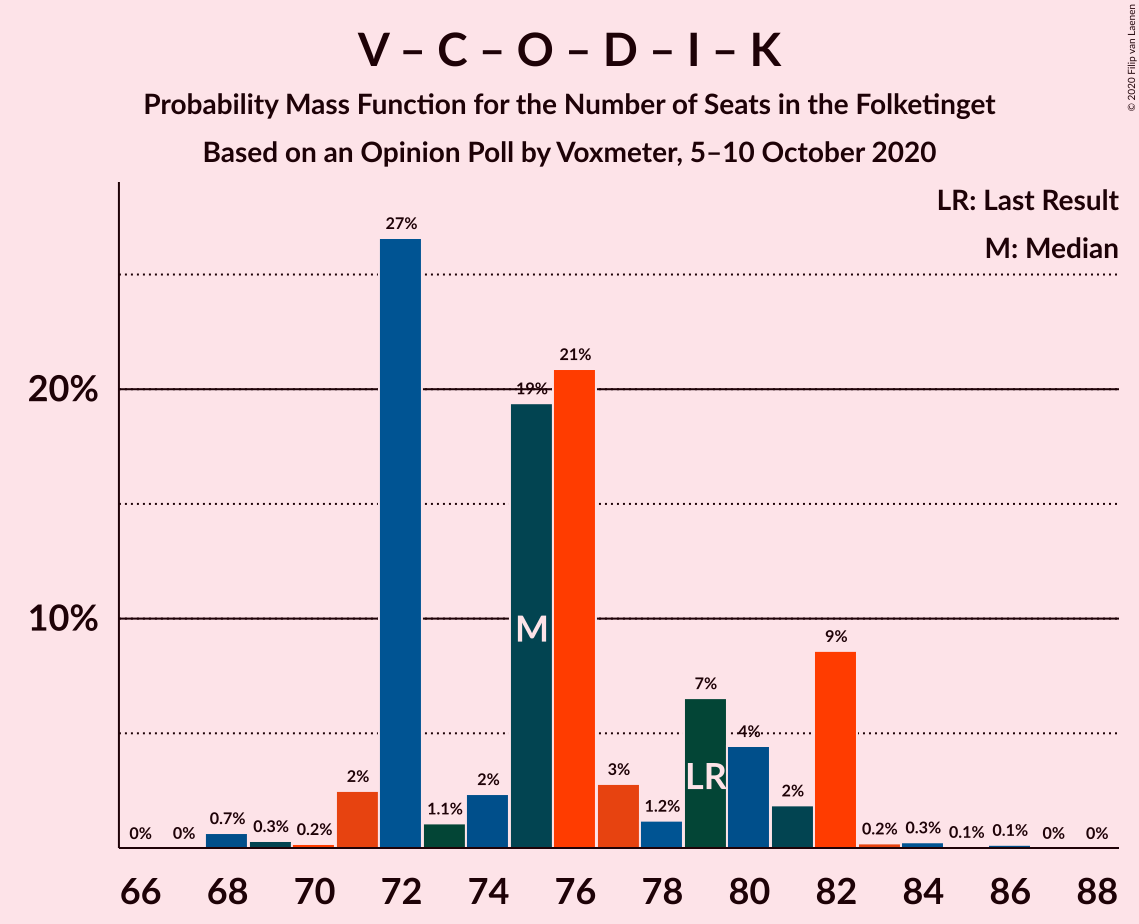 V – C – O – D – I – K
Probability Mass Function for the Number of Seats in the Folketinget
Based on an Opinion Poll by Voxmeter, 5–10 October 2020
© 2020 Filip van Laenen
LR: Last Result
M: Median
20%
10%
0%
0%
0.7%
0.3%
0.2%
2%
27%
1.1%
2%
19%
21%
3%
1.2%
7%
4%
2%
9%
0.2%
0.3%
0.1%
0.1%
0%
0%
M
LR
66 68 70 72 74 76 78 80 82 84 86 88